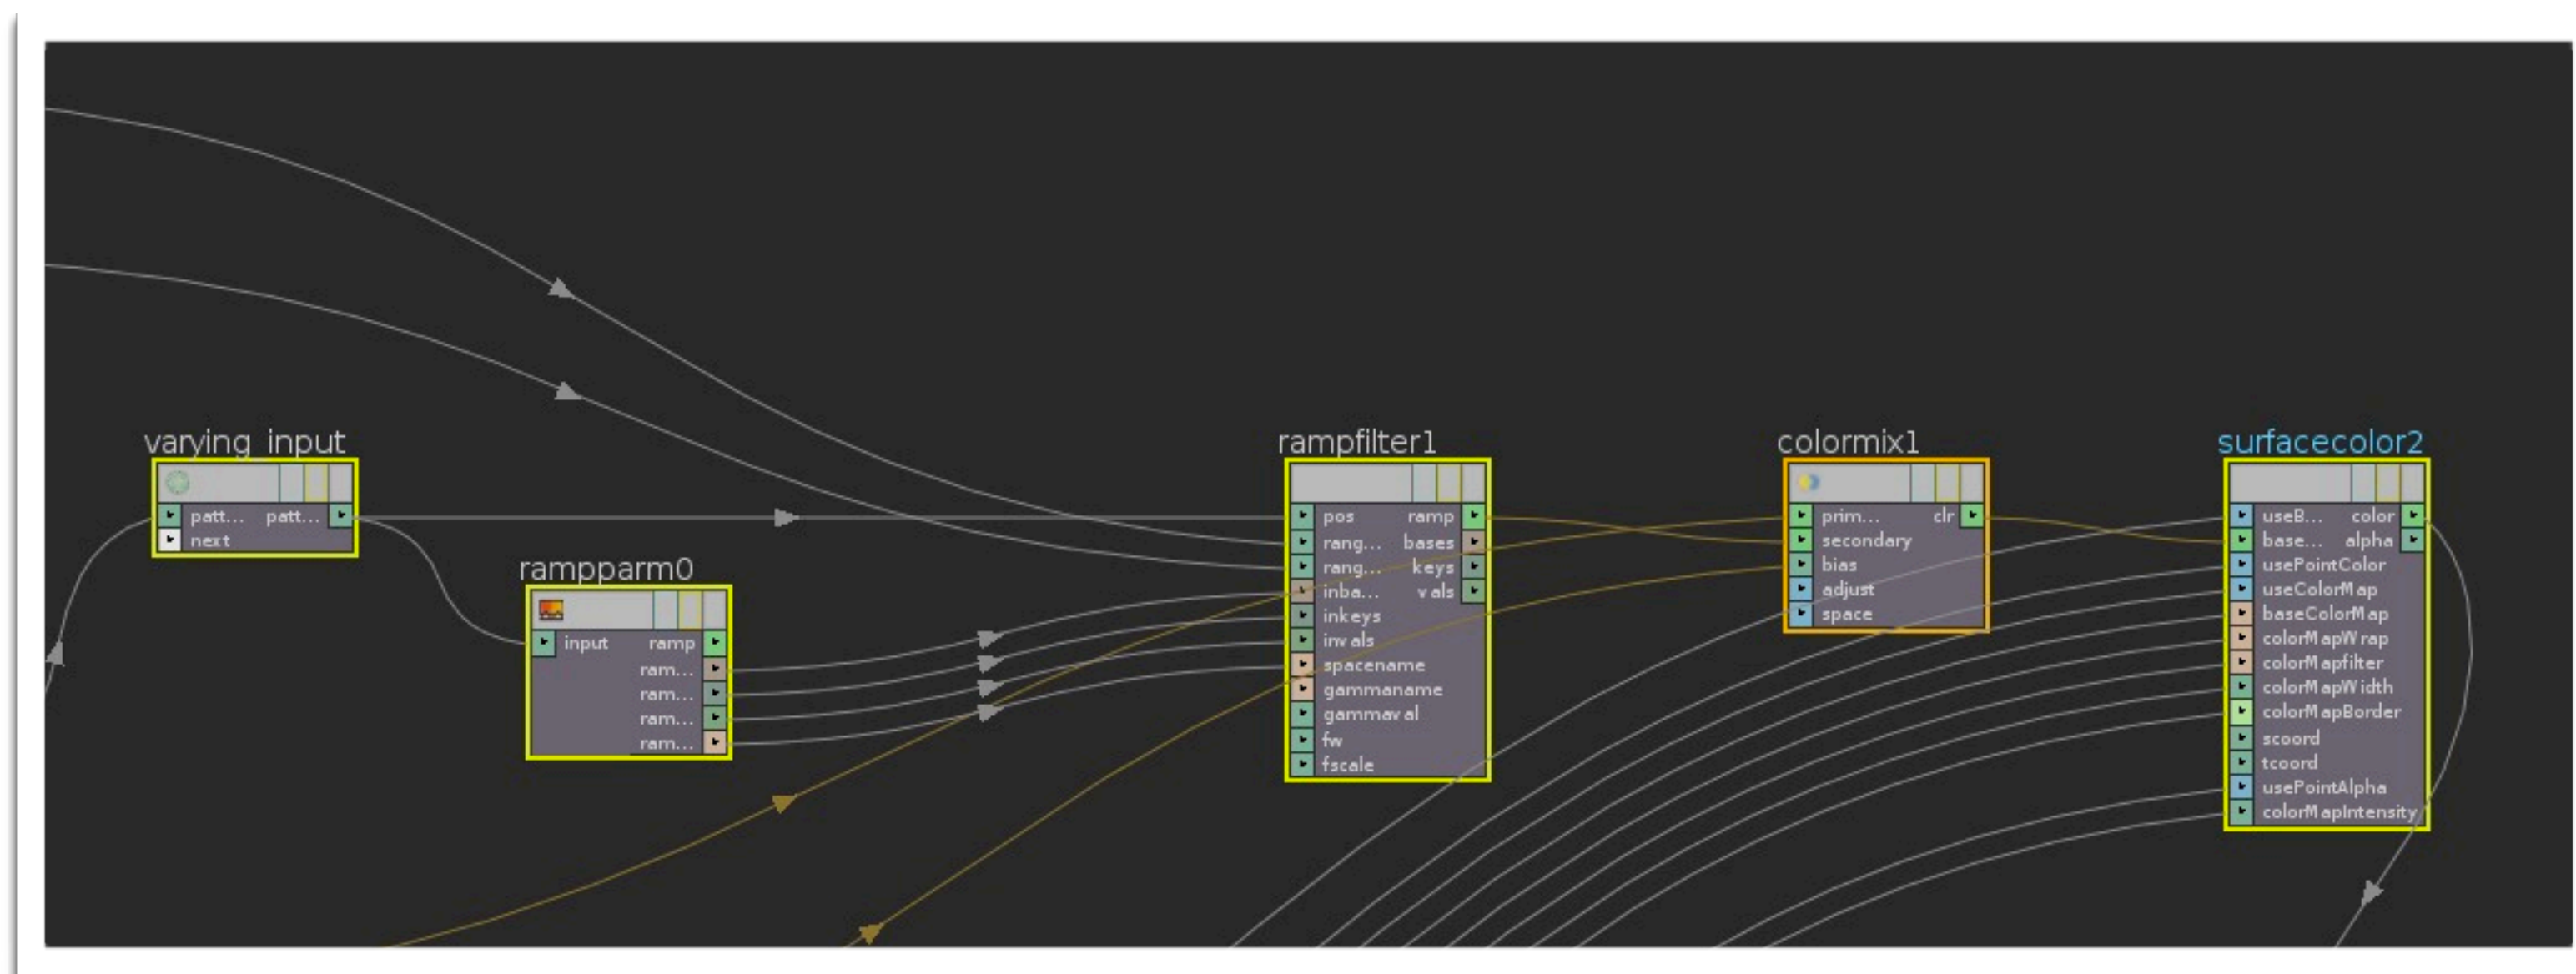 varying_input
patt... patt...
next
rampparm0
input ramp
ram...
ram...
ram...
ram...
rampfilter1
pos ramp
rang... bases
rang... keys
inba... vals
inkeys
invals
spacename
gammaname
gammaval
fw
fscale
colormix1
prim... clr
secondary
bias
adjust
space
surfacecolor2
useB... color
base... alpha
usePointColor
useColorMap
baseColorMap
colorMapWrap
colorMapfilter
colorMapWidth
colorMapBorder
scoord
tcoord
usePointAlpha
colorMapIntensity